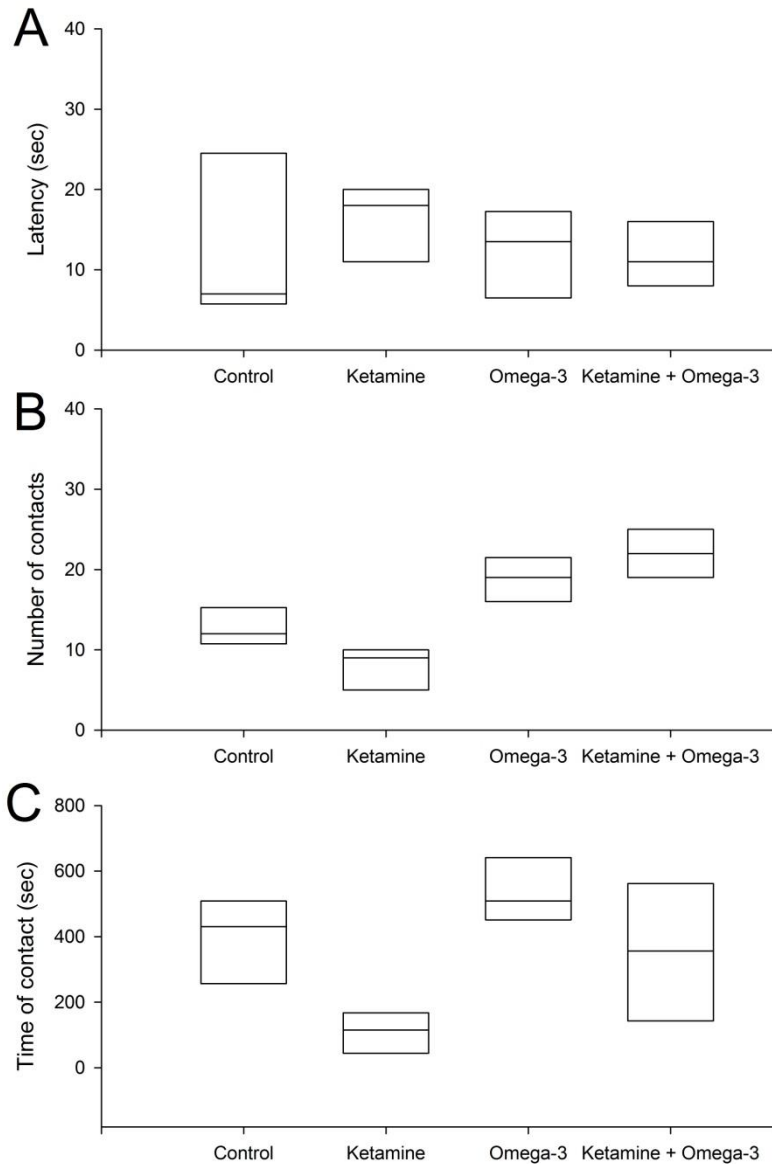 A
Latency (sec)
40
30
20
10
0
Control Ketamine Omega-3 Ketamine + Omega-3
B
Number of contacts
40
30
20
10
0
Control Ketamine Omega-3 Ketamine + Omega-3
C
Time of contact (sec)
800
600
400
200
0
Control Ketamine Omega-3 Ketamine + Omega-3